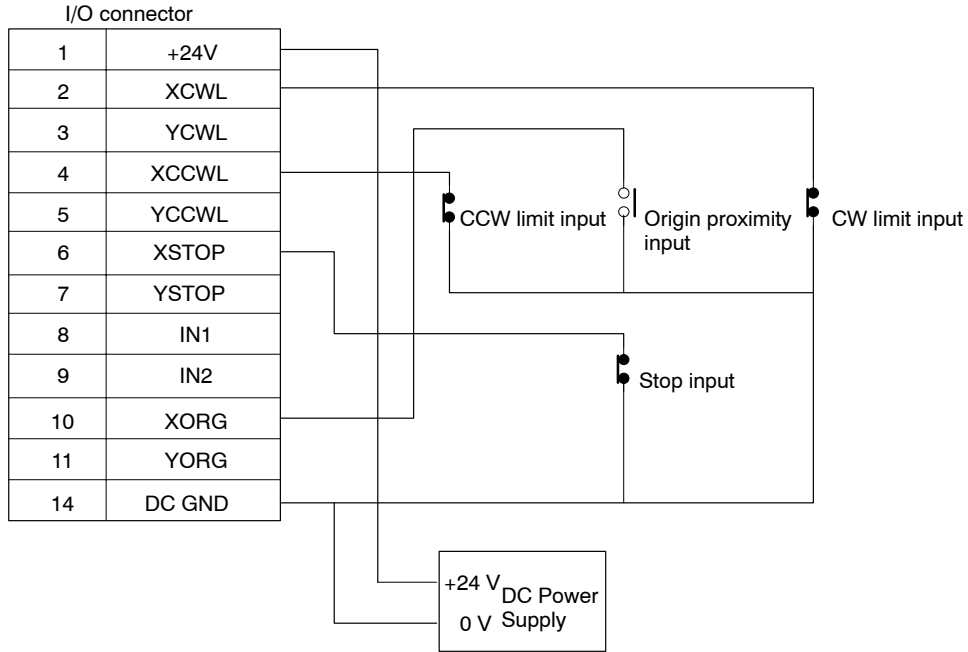 I/O connector
1 +24V
2 XCWL
3 YCWL
4 XCCWL
5 YCCWL
6 XSTOP
7 YSTOP
8 IN1
9 IN2
10 XORG
11 YORG
14 DC GND
CCW limit input
Origin proximity
input
CW limit input
Stop input
+24 V
0 V
DC Power
Supply